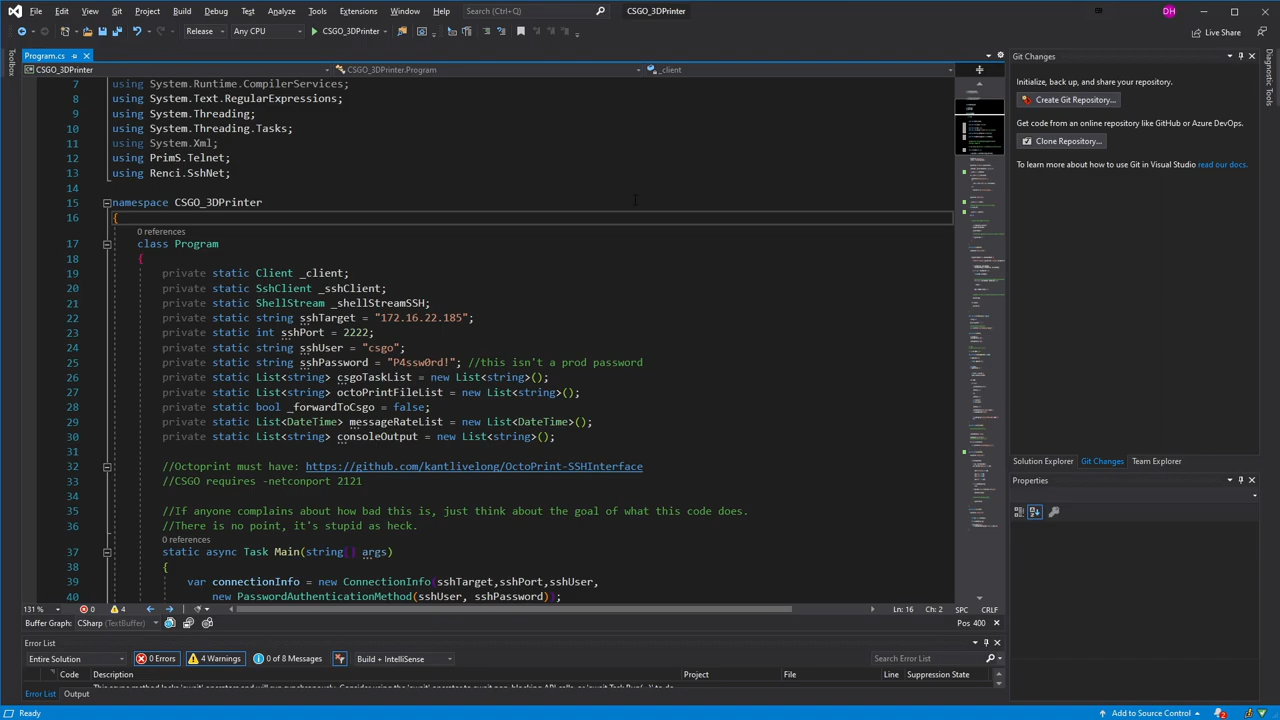 File Edit View Git Project Build Debug Test Analyze Tools Extensions Window Help Search (Ctrl+Q) CSGO_3DPrinter DH
Release Any CPU CSGO_3DPrinter Live Share
Program.cs
CSGO_3DPrinter CSGO_3DPrinter.Program _client
Toolbox
7 using System.Runtime.CompilerServices;
8 using System.Text.RegularExpressions;
9 using System.Threading;
10 using System.Threading.Tasks;
11 using System.Xml;
12 using PrimS.Telnet;
13 using Renci.SshNet;
14
15 namespace CSGO_3DPrinter
16 {
0 references
17 class Program
18 {
19 private static Client _client;
20 private static SshClient _sshClient;
21 private static ShellStream _shellStreamSSH;
22 private static string sshTarget = "172.16.22.185";
23 private static int sshPort = 2222;
24 private static string sshUser = "Csgo";
25 private static string sshPassword = ; //this isn't prod password
26 private static List<string> = new List<string>();
27 private static List<string> octoPrintFileList = new List<string>();
28 private static bool forwardToCsgo = false;
29 private static List<DateTime> messageRateList = new List<DateTime>();
30 private static List<string> consoleOutput = new List<string>();
31
32 //Octoprint must have: https://github.com/kantlivelong/OctoPrint-SSHInterface
33 //CSGO requires -netconport 2121
34
35 //If anyone complains about how bad this is, just think about the goal of what this code does.
36 //There is no point, it's stupid as heck.
0 references
37 static async Task Main(string[] args)
38 {
39 var connectionInfo = new ConnectionInfo(sshTarget,sshPort,sshUser,
40 new PasswordAuthenticationMethod(sshUser, sshPassword));
131 % 0 4 Ln: 16 Ch: 2 SPC CRLF
Buffer Graph: CSharp (TextBuffer) Pos 400
Error List
Entire Solution 0 Errors 4 Warnings 0 of 8 Messages Build + IntelliSense Search Error List
Code Description Project File Line Suppression State
Error List Output
Git Changes
Initialize, back up, and share your repository.
Create Git Repository...
Get code from an online repository like GitHub or Azure DevOps.
Clone Repository...
To learn more about how to use Git in Visual Studio read our docs.
Solution Explorer Git Changes Team Explorer
Properties
Diagnostic Tools
Ready Add to Source Control 2